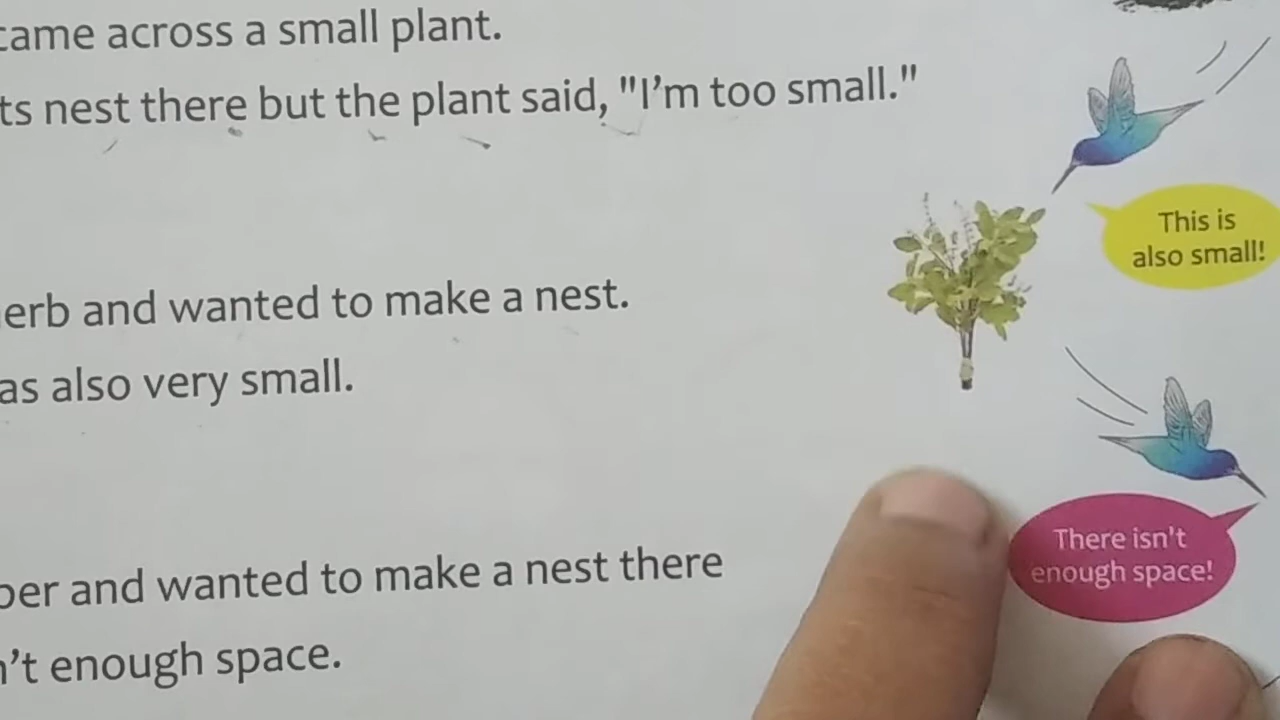 came across a small plant.
ts nest there but the plant said, "I'm too small."
This is
also small!
erb and wanted to make a nest.
as also very small.
There isn't
enough space!
ber and wanted to make a nest there
n't enough space.